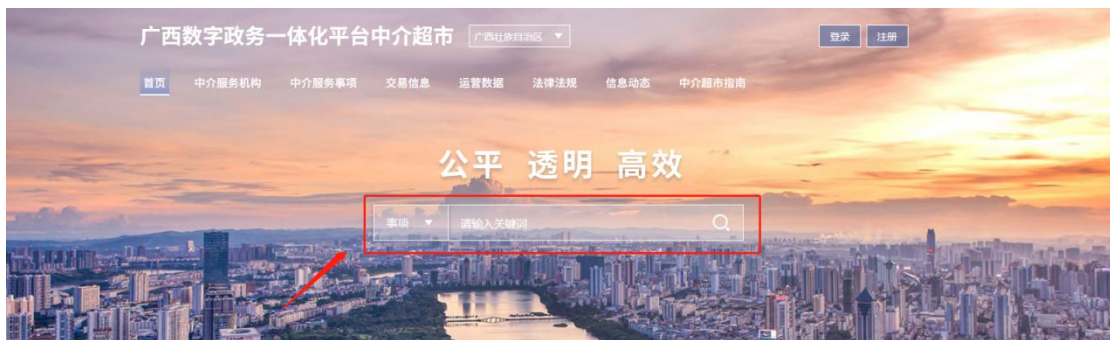 广西数字政务一体化平台中介超市 广西壮族自治区 ▼ 登录 注册
首页 中介服务机构 中介服务事项 交易信息 运营数据 法律法规 信息动态 中介超市指南
公平 透明 高效
事项 ▼ 请输入关键词